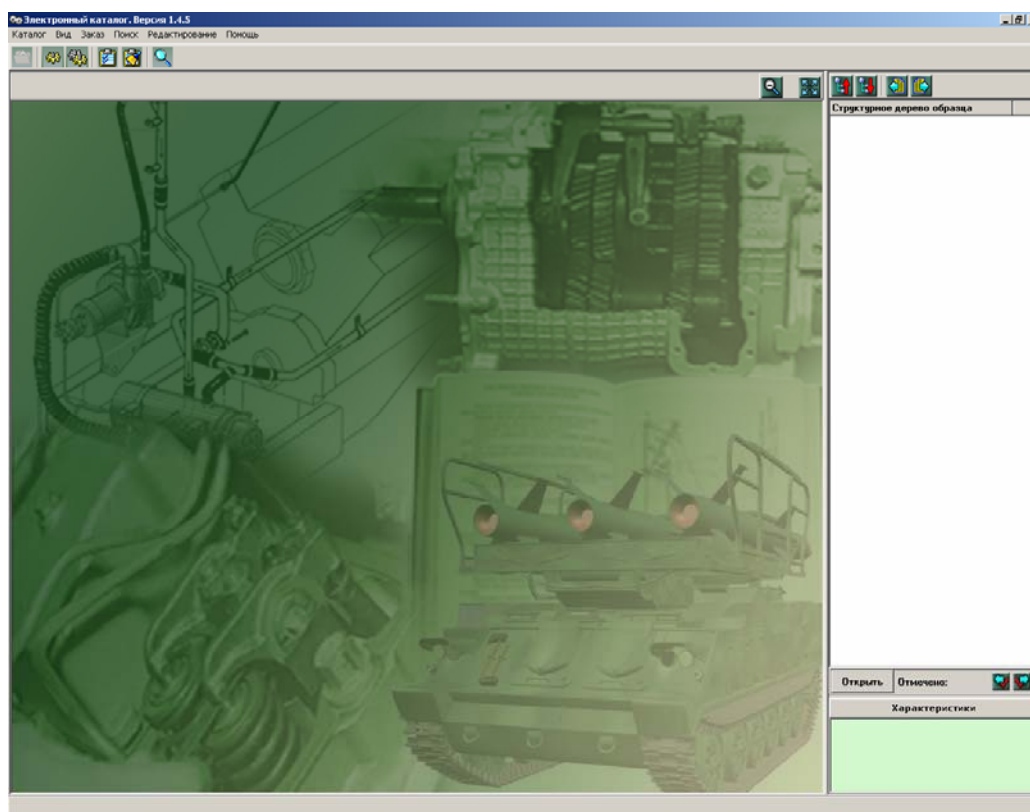 Электронный каталог. Версия 1.4.5
Каталог Вид Заказ Поиск Редактирование Помощь
Структурное дерево образца
Открыть Отмечено:
Характеристики